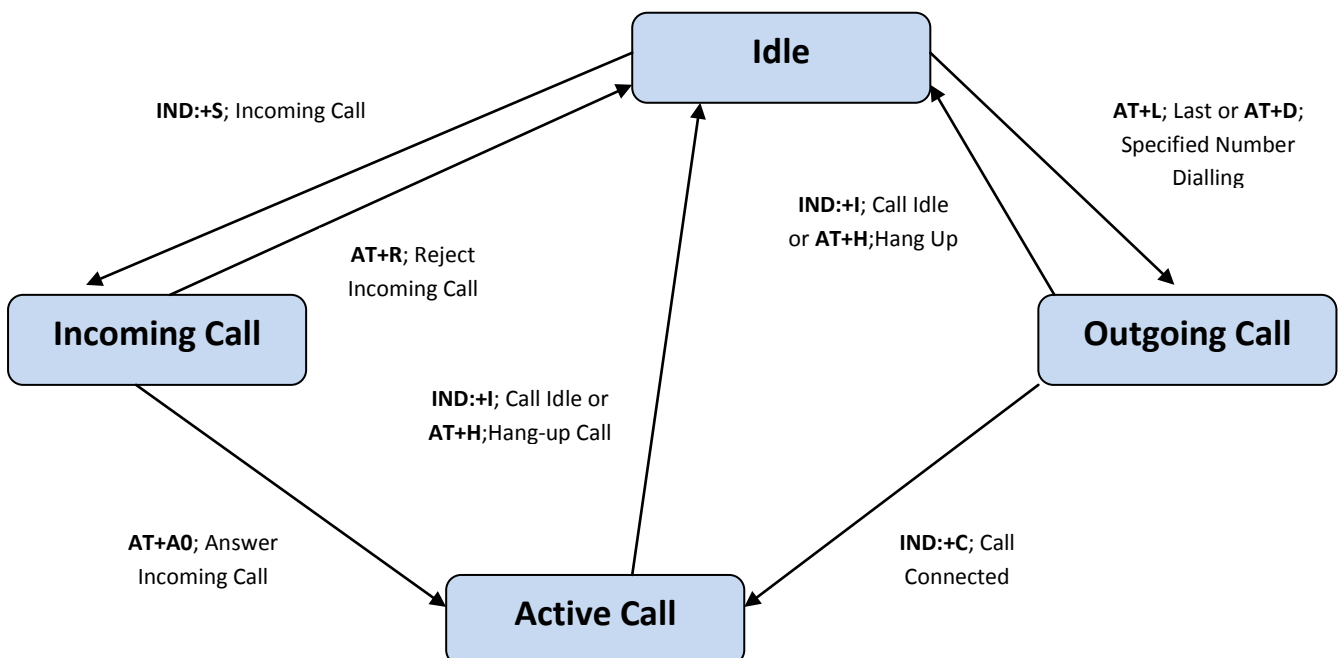 Idle
IND:+S; Incoming Call
AT+L; Last or AT+D;
Specified Number
Dialling
IND:+I; Call Idle
or AT+H;Hang Up
AT+R; Reject
Incoming Call
Incoming Call
Outgoing Call
IND:+I; Call Idle or
AT+H;Hang-up Call
AT+A0; Answer
Incoming Call
IND:+C; Call
Connected
Active Call